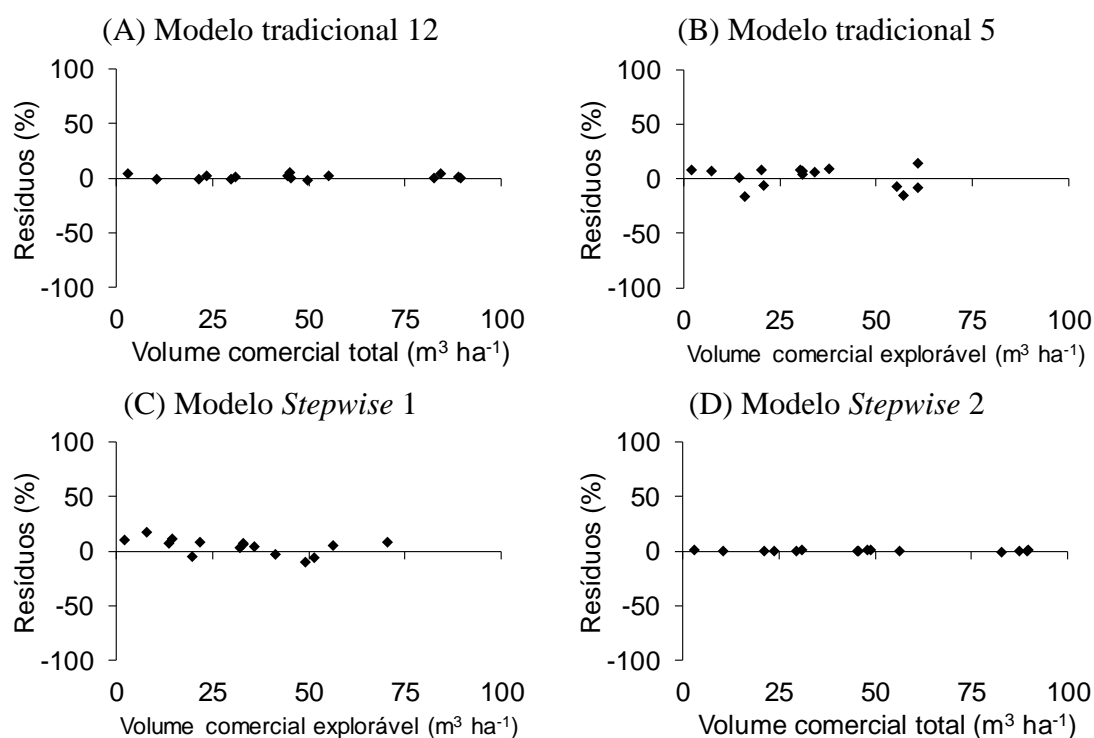 (A) Modelo tradicional 12
100
50
0
-50
-100
Resíduos (%)
0 25 50 75 100
Volume comercial total (m³ ha⁻¹)
(B) Modelo tradicional 5
100
50
0
-50
-100
Resíduos (%)
0 25 50 75 100
Volume comercial explorável (m³ ha⁻¹)
(C) Modelo Stepwise 1
100
50
0
-50
-100
Resíduos (%)
0 25 50 75 100
Volume comercial explorável (m³ ha⁻¹)
(D) Modelo Stepwise 2
100
50
0
-50
-100
Resíduos (%)
0 25 50 75 100
Volume comercial total (m³ ha⁻¹)